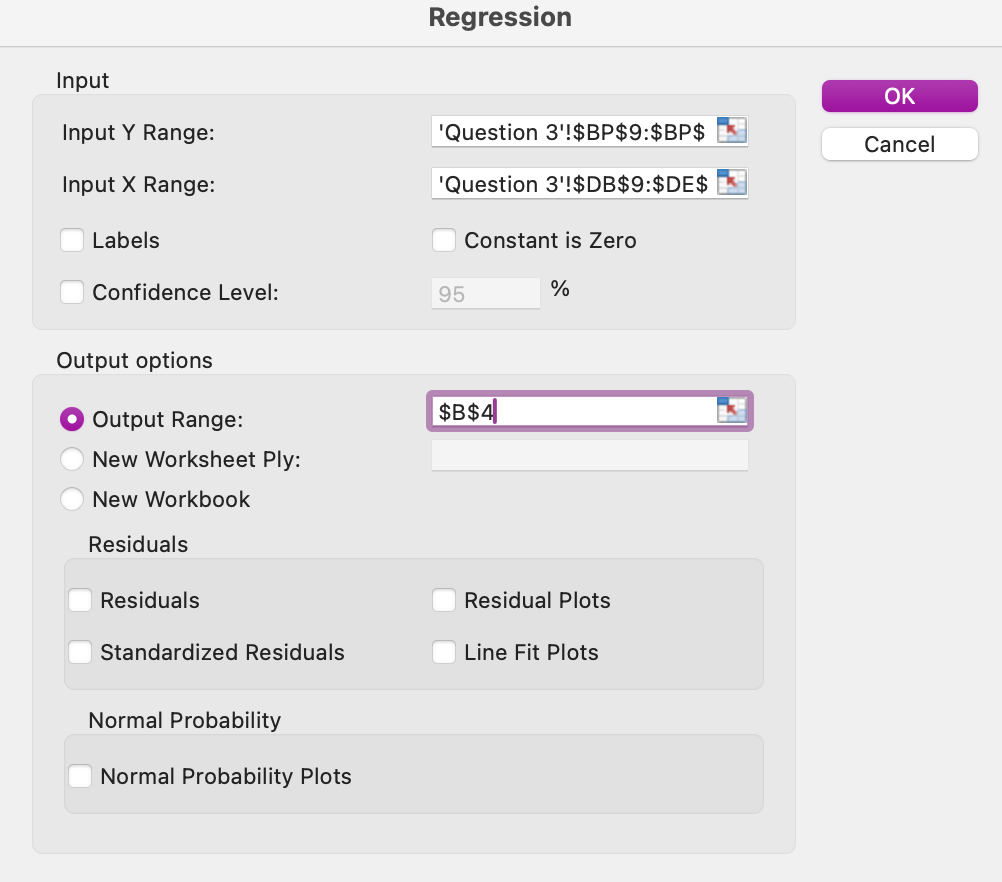 Regression
Input
OK
Input Y Range:
'Question 3'!$BP$9:$BP$
Cancel
Input X Range:
'Question 3'!$DB$9:$DE$
Labels
Constant is Zero
Confidence Level:
95
%
Output options
Output Range:
$B$4
New Worksheet Ply:
New Workbook
Residuals
Residuals
Residual Plots
Standardized Residuals
Line Fit Plots
Normal Probability
Normal Probability Plots